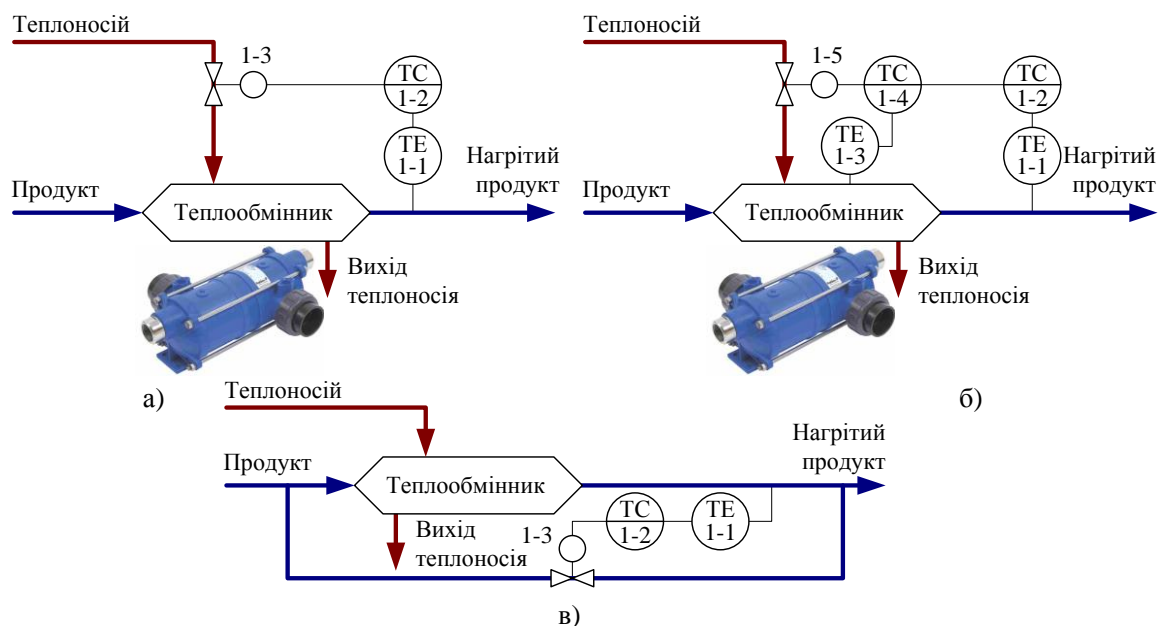 Теплоносій
1-3
TC
1-2
TE
1-1
Продукт
Теплообмінник
Нагрітий
продукт
Вихід
теплоносія
а)
Теплоносій
1-5
TC
1-4
TC
1-2
TE
1-3
TE
1-1
Продукт
Теплообмінник
Нагрітий
продукт
Вихід
теплоносія
б)
Теплоносій
Продукт
Теплообмінник
Нагрітий
продукт
Вихід
теплоносія
1-3
TC
1-2
TE
1-1
в)